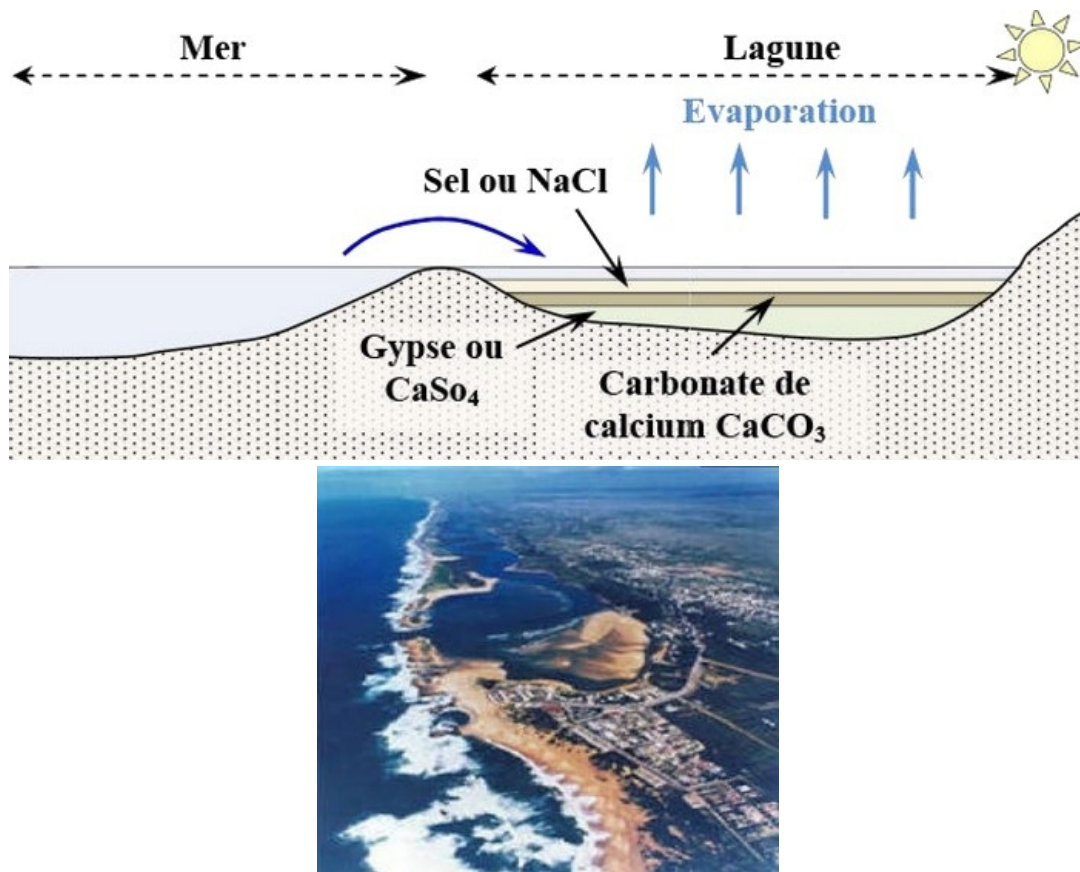 Mer
Lagune
Evaporation
Sel ou NaCl
Gypse ou
CaSo₄
Carbonate de
calcium CaCO₃